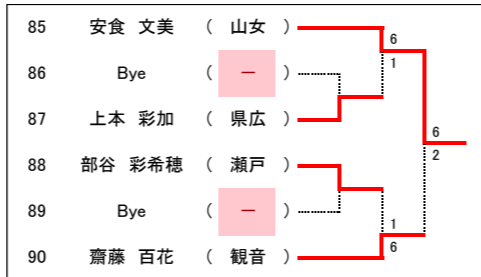 85 安食 文美 ( 山女 )
6
1
86 Bye ( － )
87 上本 彩加 ( 県広 )
6
2
88 部谷 彩希穂 ( 瀬戸 )
89 Bye ( － )
1
6
90 齋藤 百花 ( 観音 )